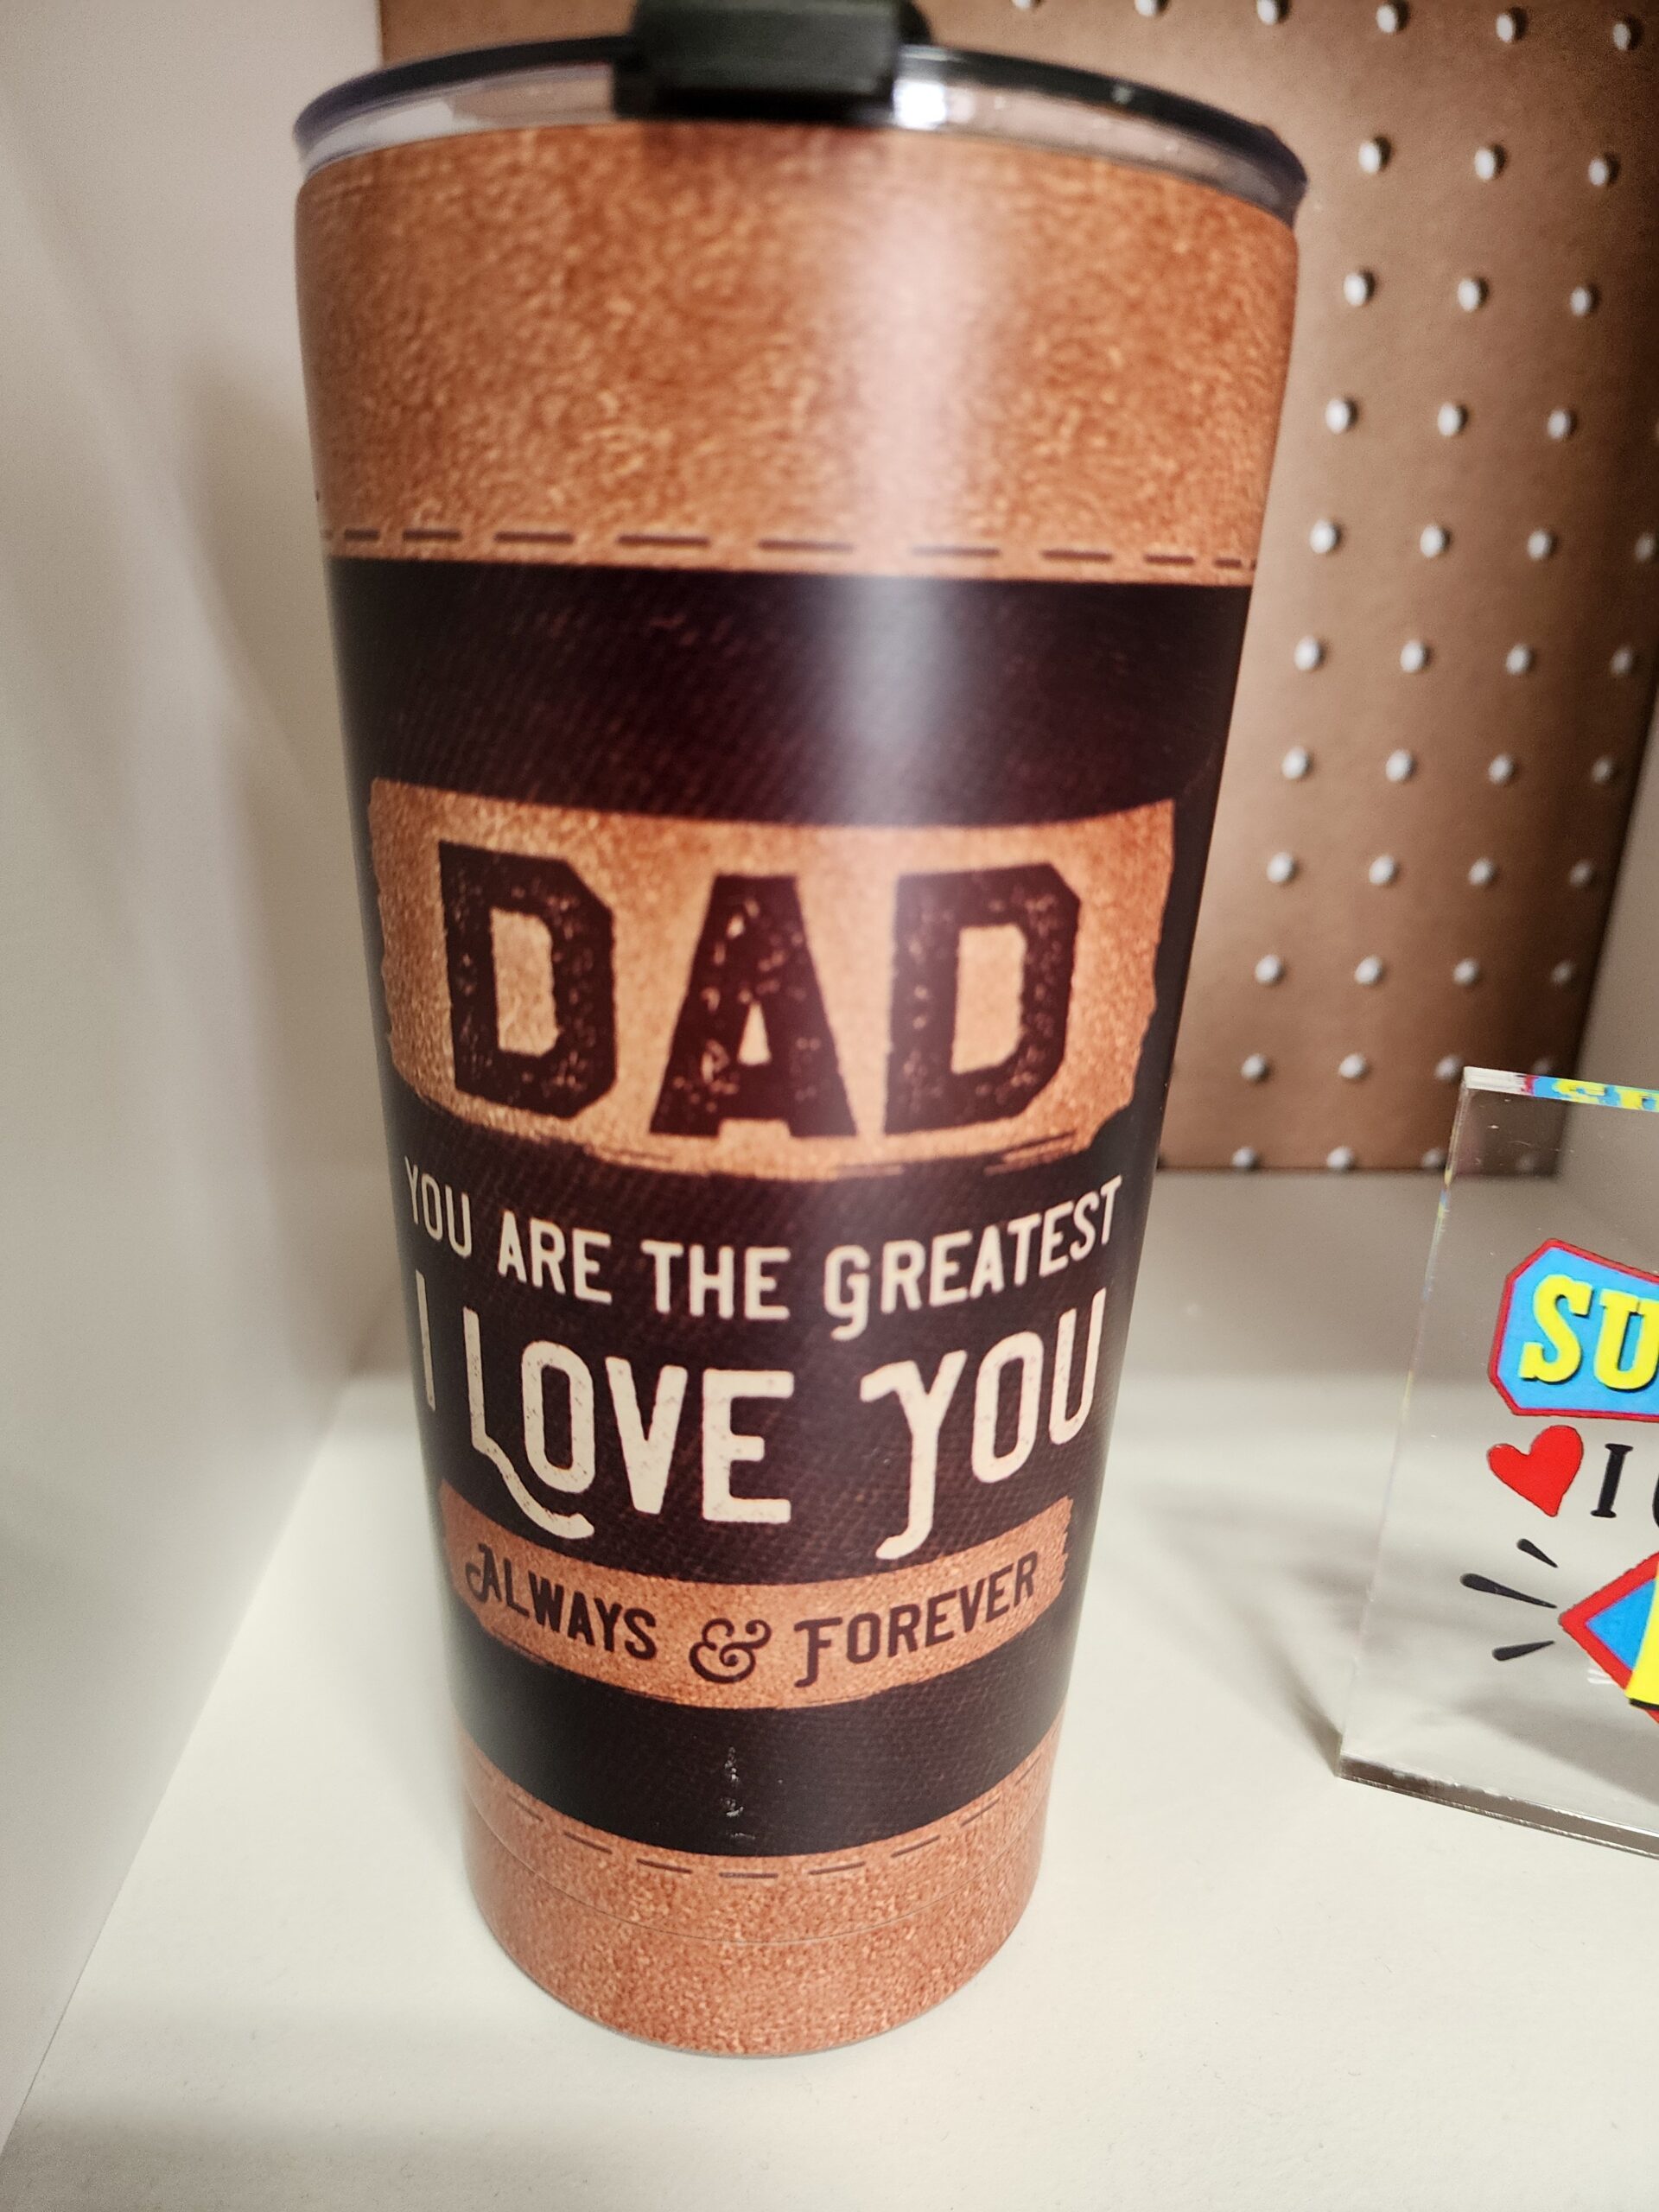 DAD
YOU ARE THE GREATEST
I LOVE YOU
ALWAYS & FOREVER
SU
I